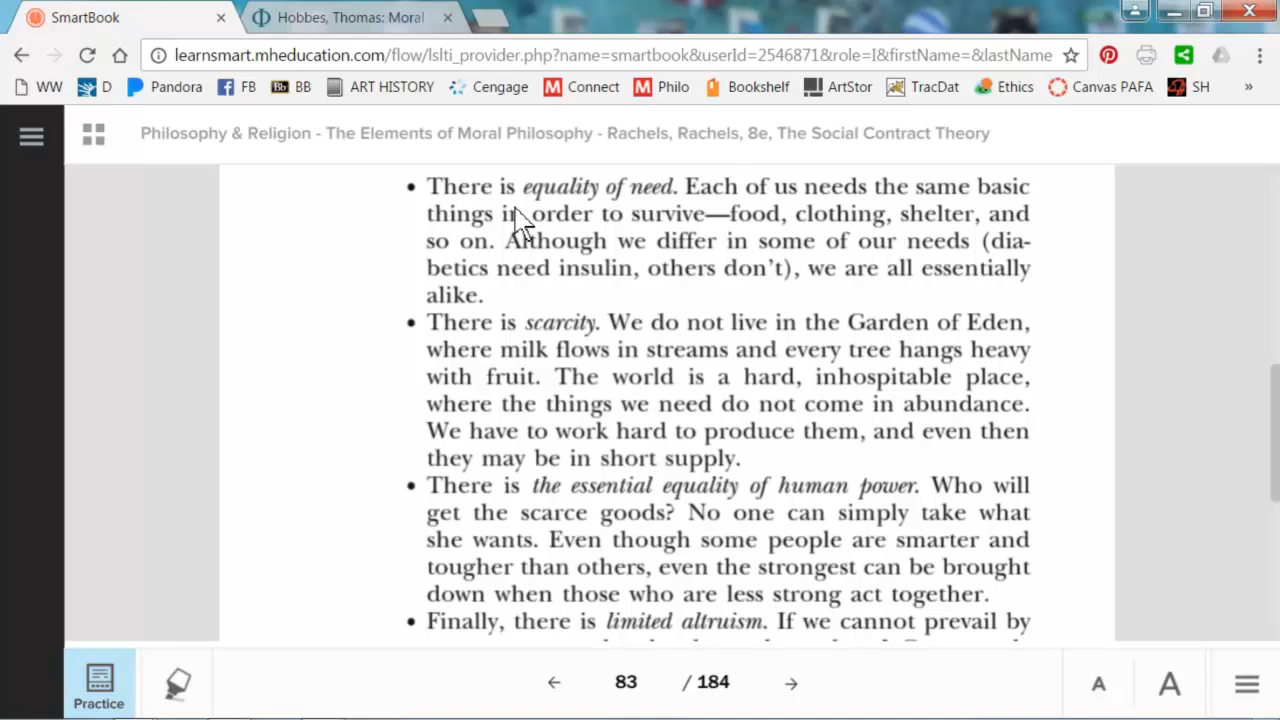 SmartBook
Hobbes, Thomas: Moral
learnsmart.mheducation.com/flow/lslti_provider.php?name=smartbook&userId=2546871&role=I&firstName=&lastName
WW D Pandora FB BB ART HISTORY Cengage Connect Philo Bookshelf ArtStor TracDat Ethics Canvas PAFA SH »
Philosophy & Religion - The Elements of Moral Philosophy - Rachels, Rachels, 8e, The Social Contract Theory
• There is equality of need. Each of us needs the same basic
things in order to survive—food, clothing, shelter, and
so on. Although we differ in some of our needs (dia-
betics need insulin, others don't), we are all essentially
alike.
• There is scarcity. We do not live in the Garden of Eden,
where milk flows in streams and every tree hangs heavy
with fruit. The world is a hard, inhospitable place,
where the things we need do not come in abundance.
We have to work hard to produce them, and even then
they may be in short supply.
• There is the essential equality of human power. Who will
get the scarce goods? No one can simply take what
she wants. Even though some people are smarter and
tougher than others, even the strongest can be brought
down when those who are less strong act together.
• Finally, there is limited altruism. If we cannot prevail by
Practice
83 / 184
A A